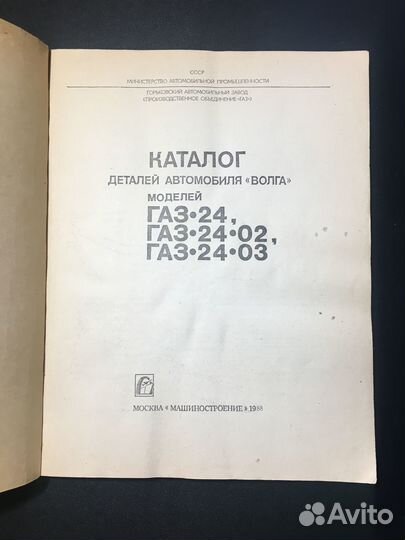 СССР
МИНИСТЕРСТВО АВТОМОБИЛЬНОЙ ПРОМЫШЛЕННОСТИ
ГОРЬКОВСКИЙ АВТОМОБИЛЬНЫЙ ЗАВОД
«ПРОИЗВОДСТВЕННОЕ ОБЪЕДИНЕНИЕ «ГАЗ»)
КАТАЛОГ
ДЕТАЛЕЙ АВТОМОБИЛЯ «ВОЛГА»
МОДЕЛЕЙ
ГАЗ•24,
ГАЗ•24•02,
ГАЗ•24•03
МОСКВА «МАШИНОСТРОЕНИЕ» 1988
Avito